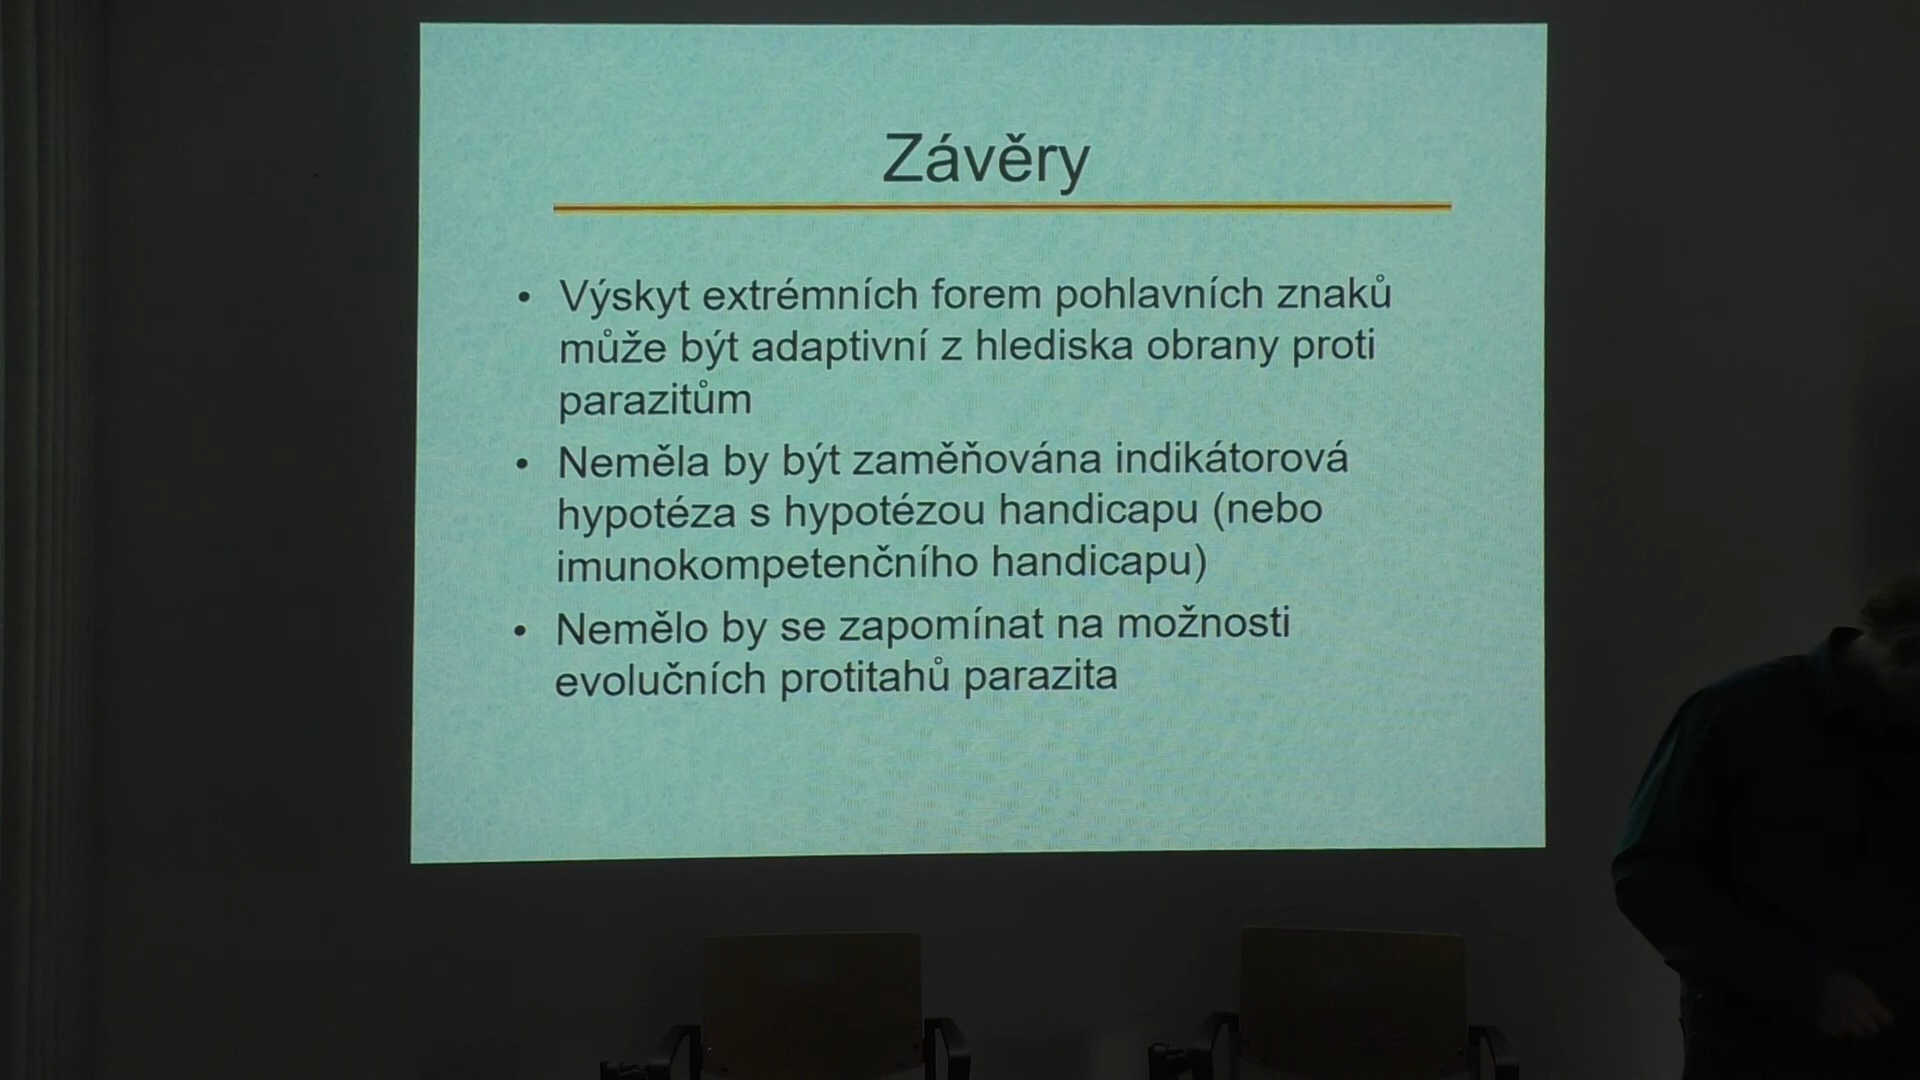 Závěry
• Výskyt extrémních forem pohlavních znaků
může být adaptivní z hlediska obrany proti
parazitům
• Neměla by být zaměňována indikátorová
hypotéza s hypotézou handicapu (nebo
imunokompetenčního handicapu)
• Nemělo by se zapomínat na možnosti
evolučních protitahů parazita